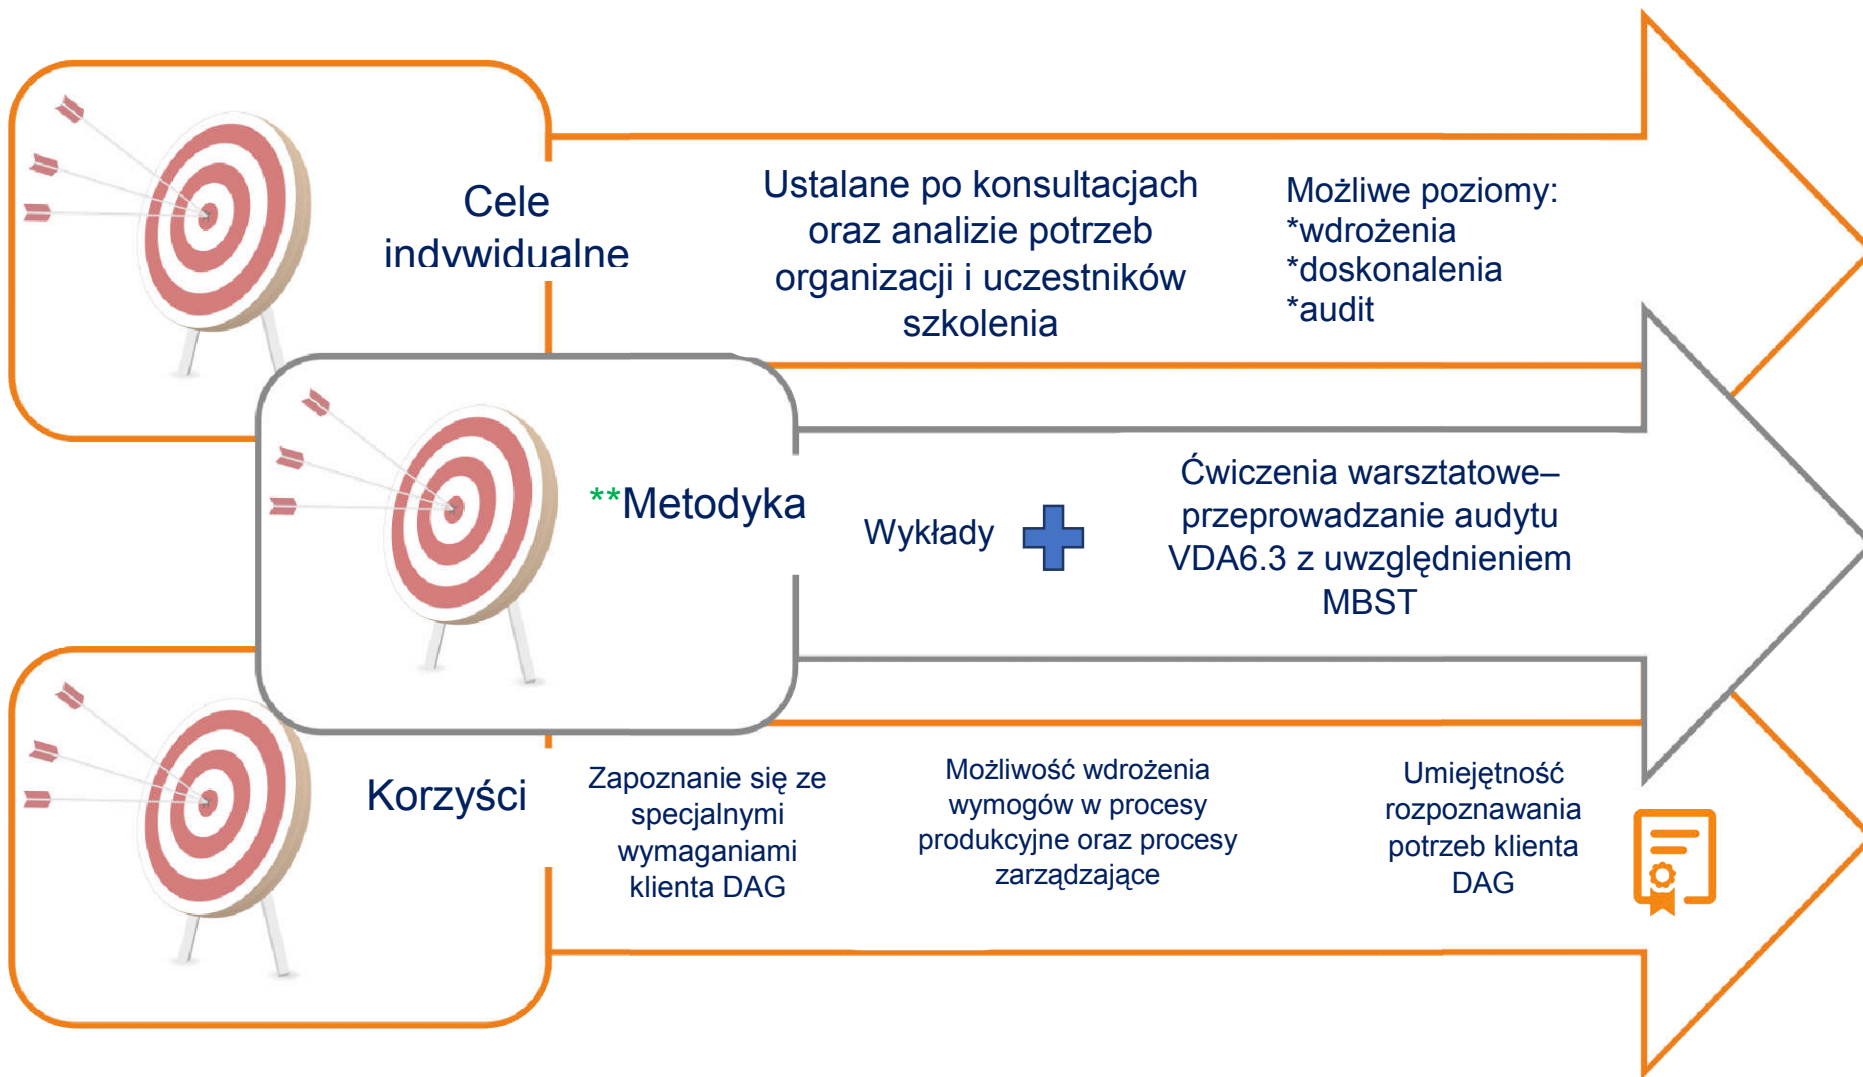 Cele
indywidualne
Ustalane po konsultacjach
oraz analizie potrzeb
organizacji i uczestników
szkolenia
Możliwe poziomy:
*wdrożenia
*doskonalenia
*audit
**Metodyka
Wykłady
Ćwiczenia warsztatowe–
przeprowadzanie audytu
VDA6.3 z uwzględnieniem
MBST
Korzyści
Zapoznanie się ze
specjalnymi
wymaganiami
klienta DAG
Możliwość wdrożenia
wymogów w procesy
produkcyjne oraz procesy
zarządzające
Umiejętność
rozpoznawania
potrzeb klienta
DAG